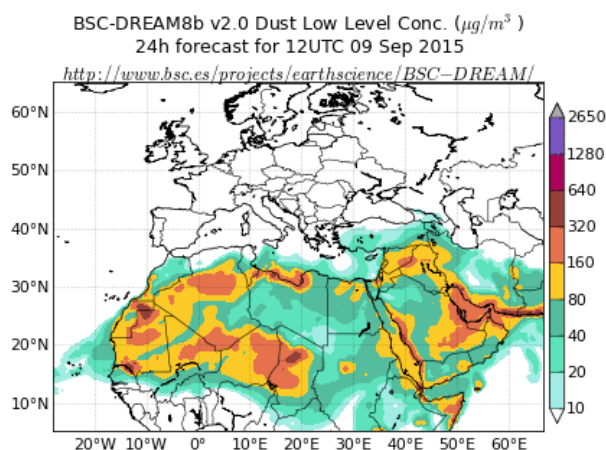 BSC-DREAM8b v2.0 Dust Low Level Conc. (μg/m³ )
24h forecast for 12UTC 09 Sep 2015
http://www.bsc.es/projects/earthscience/BSC−DREAM/
60°N
50°N
40°N
30°N
20°N
10°N
20°W 10°W 0° 10°E 20°E 30°E 40°E 50°E 60°E
2650
1280
640
320
160
80
40
20
10